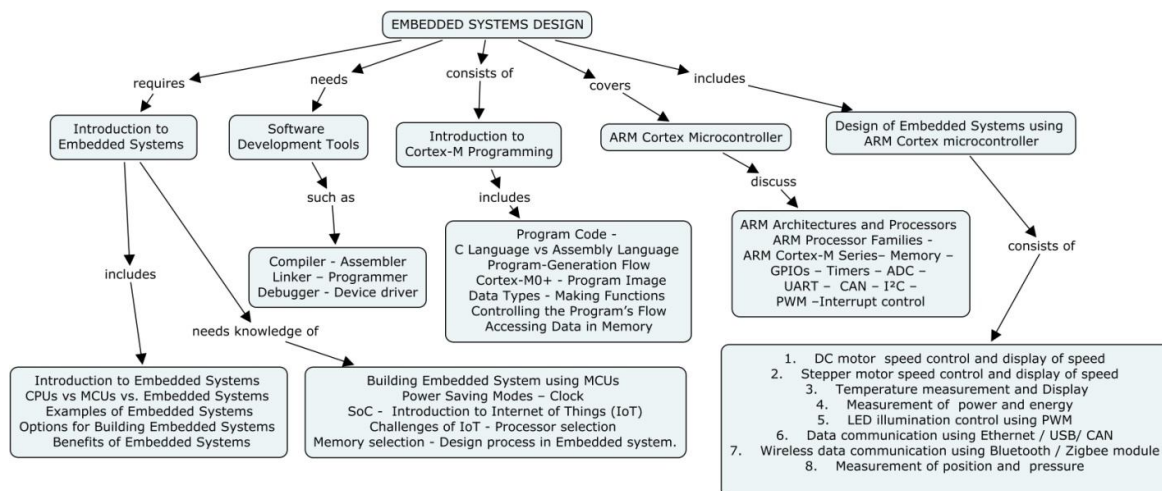 EMBEDDED SYSTEMS DESIGN
requires
needs
consists of
covers
includes
Introduction to
Embedded Systems
Software
Development Tools
Introduction to
Cortex-M Programming
ARM Cortex Microcontroller
Design of Embedded Systems using
ARM Cortex microcontroller
includes
needs knowledge of
such as
includes
discuss
consists of
Introduction to Embedded Systems
CPUs vs MCUs vs. Embedded Systems
Examples of Embedded Systems
Options for Building Embedded Systems
Benefits of Embedded Systems
Building Embedded System using MCUs
Power Saving Modes – Clock
SoC - Introduction to Internet of Things (IoT)
Challenges of IoT - Processor selection
Memory selection - Design process in Embedded system.
Compiler - Assembler
Linker – Programmer
Debugger - Device driver
Program Code -
C Language vs Assembly Language
Program-Generation Flow
Cortex-M0+ - Program Image
Data Types - Making Functions
Controlling the Program's Flow
Accessing Data in Memory
ARM Architectures and Processors
ARM Processor Families -
ARM Cortex-M Series– Memory –
GPIOs – Timers – ADC –
UART – CAN – I²C –
PWM –Interrupt control
1. DC motor speed control and display of speed
2. Stepper motor speed control and display of speed
3. Temperature measurement and Display
4. Measurement of power and energy
5. LED illumination control using PWM
6. Data communication using Ethernet / USB/ CAN
7. Wireless data communication using Bluetooth / Zigbee module
8. Measurement of position and pressure